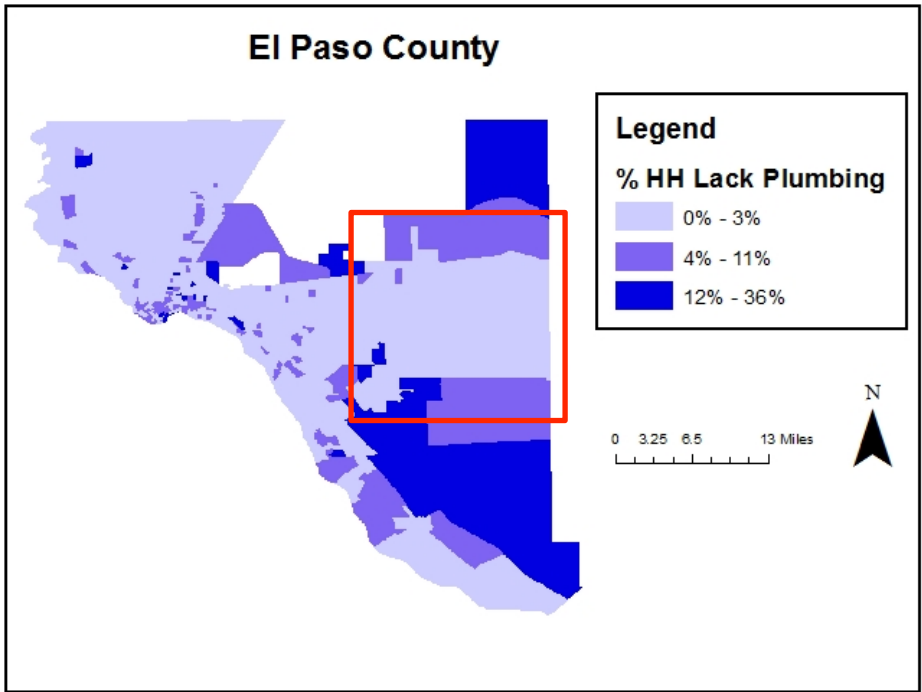 El Paso County
Legend
% HH Lack Plumbing
0% - 3%
4% - 11%
12% - 36%
N
0 3.25 6.5 13 Miles